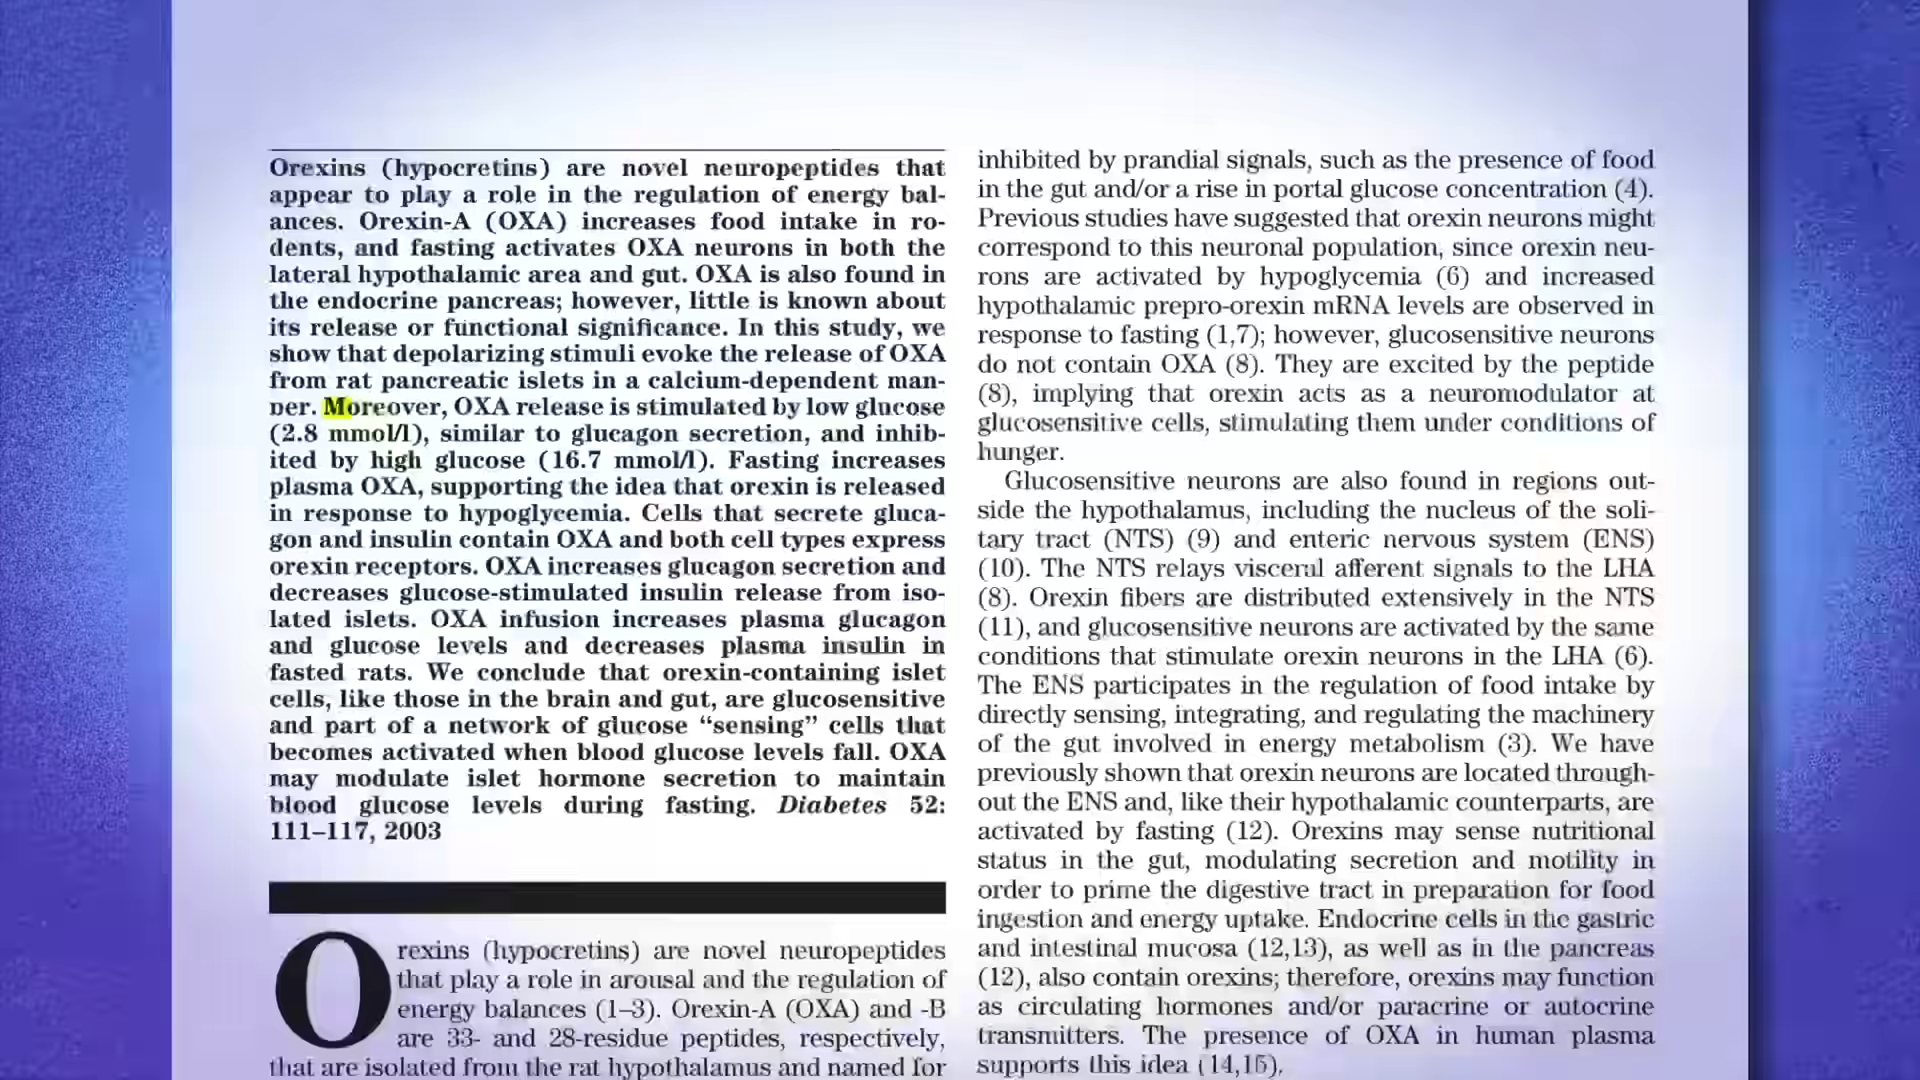 Orexins (hypocretins) are novel neuropeptides that
appear to play a role in the regulation of energy bal-
ances. Orexin-A (OXA) increases food intake in ro-
dents, and fasting activates OXA neurons in both the
lateral hypothalamic area and gut. OXA is also found in
the endocrine pancreas; however, little is known about
its release or functional significance. In this study, we
show that depolarizing stimuli evoke the release of OXA
from rat pancreatic islets in a calcium-dependent man-
ner. Moreover, OXA release is stimulated by low glucose
(2.8 mmol/l), similar to glucagon secretion, and inhib-
ited by high glucose (16.7 mmol/l). Fasting increases
plasma OXA, supporting the idea that orexin is released
in response to hypoglycemia. Cells that secrete gluca-
gon and insulin contain OXA and both cell types express
orexin receptors. OXA increases glucagon secretion and
decreases glucose-stimulated insulin release from iso-
lated islets. OXA infusion increases plasma glucagon
and glucose levels and decreases plasma insulin in
fasted rats. We conclude that orexin-containing islet
cells, like those in the brain and gut, are glucosensitive
and part of a network of glucose “sensing” cells that
becomes activated when blood glucose levels fall. OXA
may modulate islet hormone secretion to maintain
blood glucose levels during fasting. Diabetes 52:
111–117, 2003
Orexins (hypocretins) are novel neuropeptides
that play a role in arousal and the regulation of
energy balances (1–3). Orexin-A (OXA) and -B
are 33- and 28-residue peptides, respectively,
that are isolated from the rat hypothalamus and named for
inhibited by prandial signals, such as the presence of food
in the gut and/or a rise in portal glucose concentration (4).
Previous studies have suggested that orexin neurons might
correspond to this neuronal population, since orexin neu-
rons are activated by hypoglycemia (6) and increased
hypothalamic prepro-orexin mRNA levels are observed in
response to fasting (1,7); however, glucosensitive neurons
do not contain OXA (8). They are excited by the peptide
(8), implying that orexin acts as a neuromodulator at
glucosensitive cells, stimulating them under conditions of
hunger.
Glucosensitive neurons are also found in regions out-
side the hypothalamus, including the nucleus of the soli-
tary tract (NTS) (9) and enteric nervous system (ENS)
(10). The NTS relays visceral afferent signals to the LHA
(8). Orexin fibers are distributed extensively in the NTS
(11), and glucosensitive neurons are activated by the same
conditions that stimulate orexin neurons in the LHA (6).
The ENS participates in the regulation of food intake by
directly sensing, integrating, and regulating the machinery
of the gut involved in energy metabolism (3). We have
previously shown that orexin neurons are located through-
out the ENS and, like their hypothalamic counterparts, are
activated by fasting (12). Orexins may sense nutritional
status in the gut, modulating secretion and motility in
order to prime the digestive tract in preparation for food
ingestion and energy uptake. Endocrine cells in the gastric
and intestinal mucosa (12,13), as well as in the pancreas
(12), also contain orexins; therefore, orexins may function
as circulating hormones and/or paracrine or autocrine
transmitters. The presence of OXA in human plasma
supports this idea (14,15).